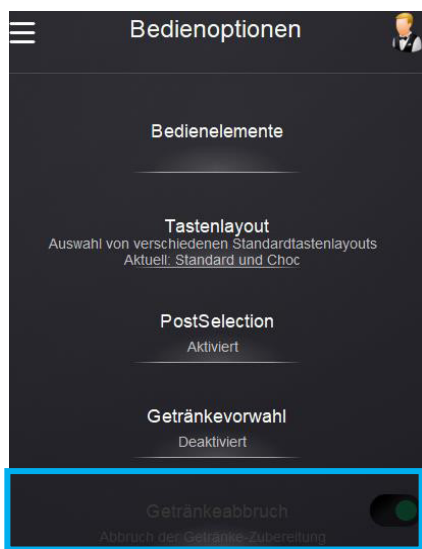 Bedienoptionen
Bedienelemente
Tastenlayout
Auswahl von verschiedenen Standardtastenlayouts
Aktuell: Standard und Choc
PostSelection
Aktiviert
Getränkevorwahl
Deaktiviert
Getränkeabbruch
Abbruch der Getränke-Zubereitung